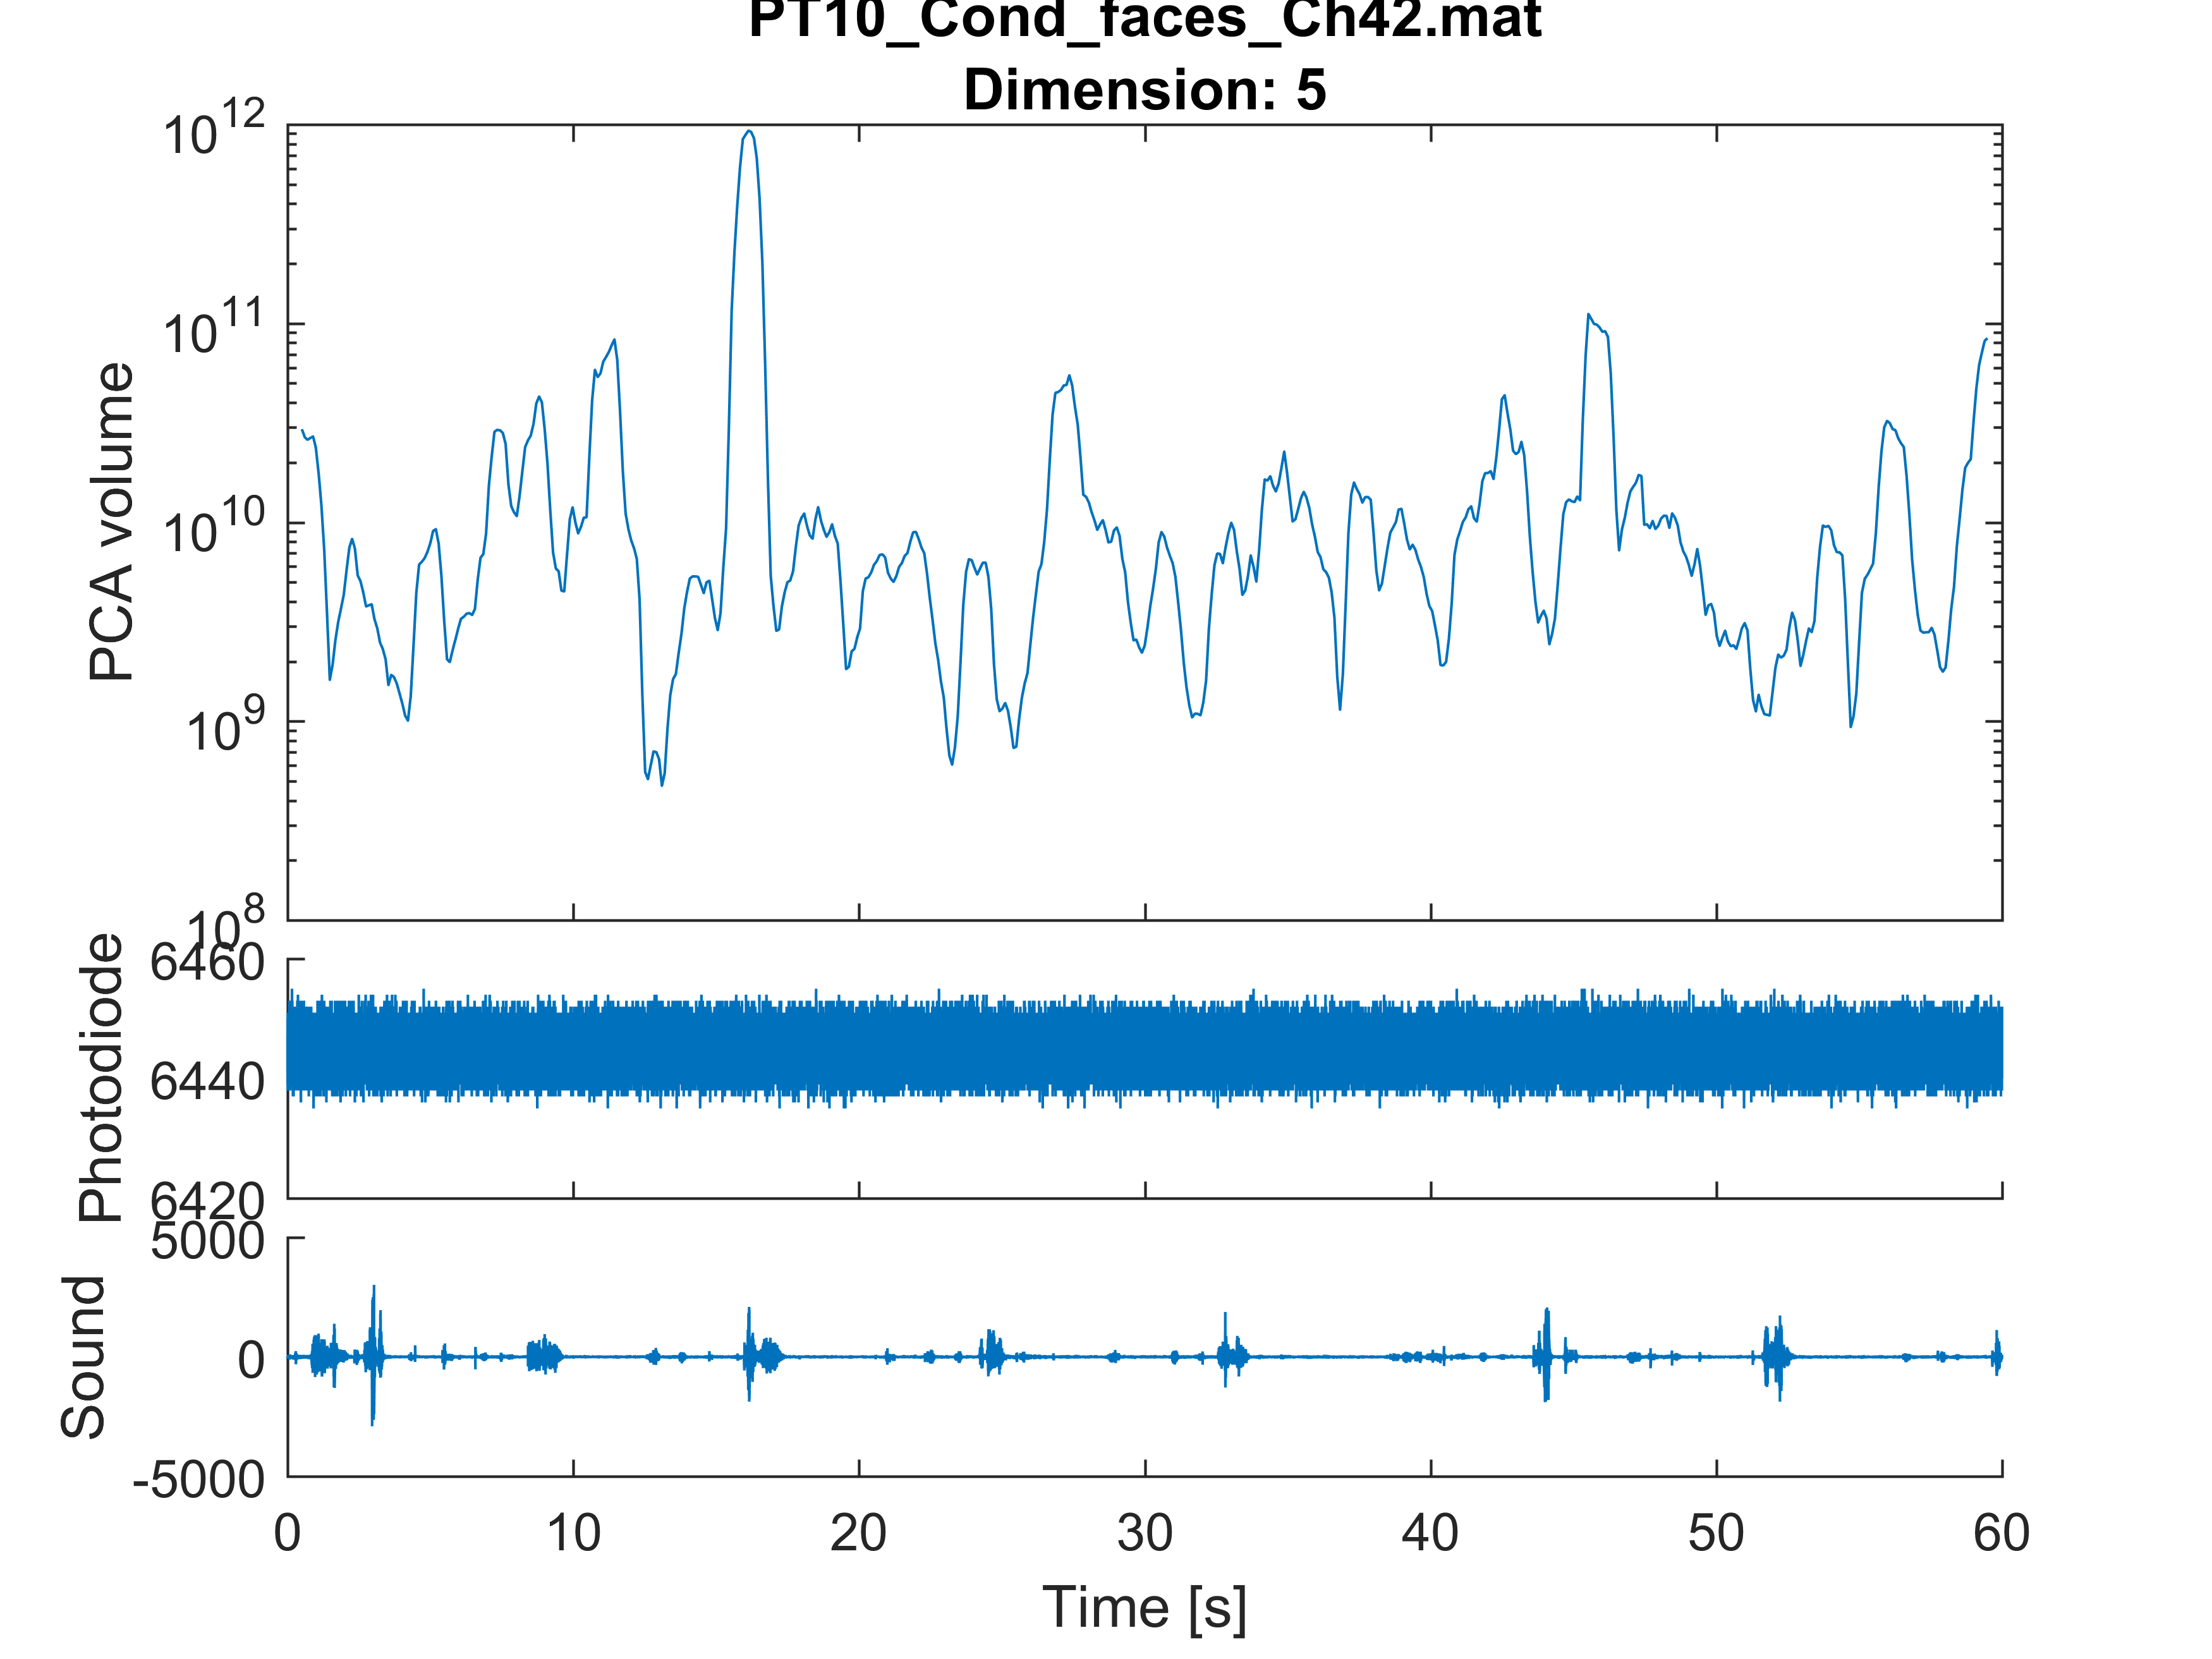 PT10_Cond_faces_Ch42.mat
Dimension: 5
10^12
10^11
10^10
10^9
10^8
PCA volume
6460
6440
6420
Photodiode
5000
0
-5000
Sound
0 10 20 30 40 50 60
Time [s]